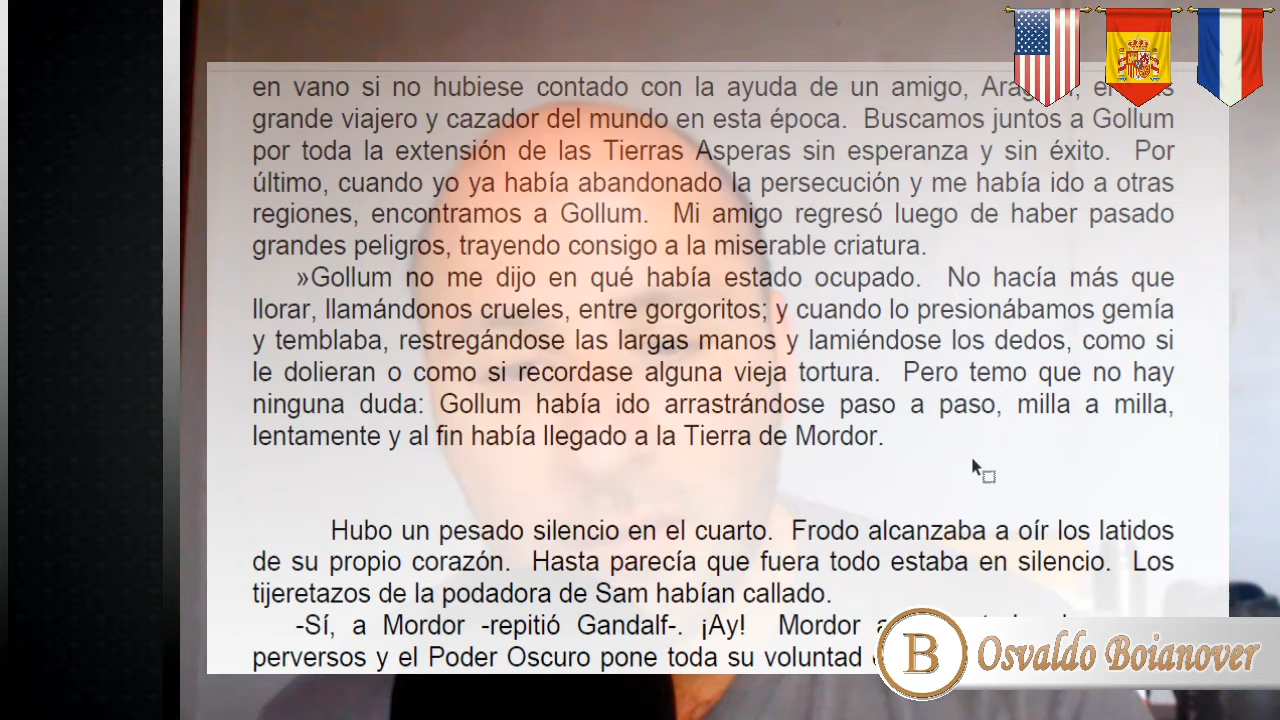 en vano si no hubiese contado con la ayuda de un amigo,
grande viajero y cazador del mundo en esta época. Buscamos juntos a Gollum
por toda la extensión de las Tierras Asperas sin esperanza y sin éxito. Por
último, cuando yo ya había abandonado la persecución y me había ido a otras
regiones, encontramos a Gollum. Mi amigo regresó luego de haber pasado
grandes peligros, trayendo consigo a la miserable criatura.
»Gollum no me dijo en qué había estado ocupado. No hacía más que
llorar, llamándonos crueles, entre gorgoritos; y cuando lo presionábamos gemía
y temblaba, restregándose las largas manos y lamiéndose los dedos, como si
le dolieran o como si recordase alguna vieja tortura. Pero temo que no hay
ninguna duda: Gollum había ido arrastrándose paso a paso, milla a milla,
lentamente y al fin había llegado a la Tierra de Mordor.
Hubo un pesado silencio en el cuarto. Frodo alcanzaba a oír los latidos
de su propio corazón. Hasta parecía que fuera todo estaba en silencio. Los
tijeretazos de la podadora de Sam habían callado.
-Sí, a Mordor -repitió Gandalf-. ¡Ay! Mordor
perversos y el Poder Oscuro pone toda su voluntad
B Osvaldo Boianover